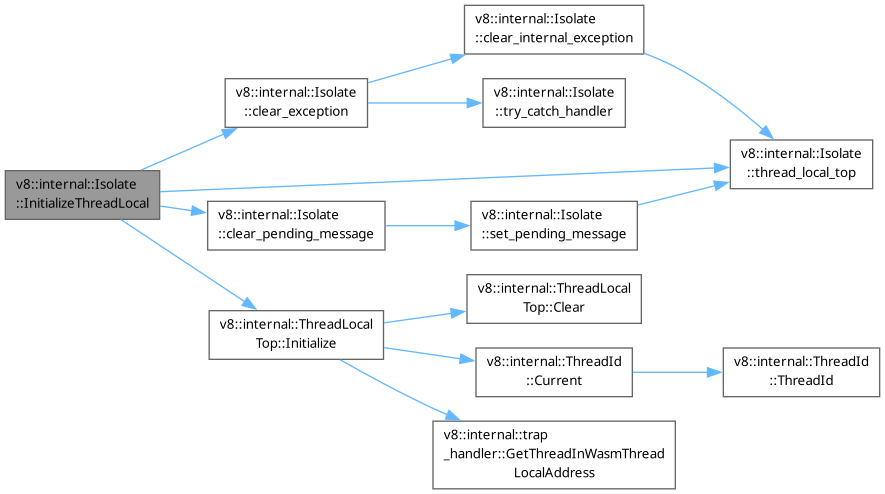 v8::internal::Isolate
::clear_internal_exception
v8::internal::Isolate
::clear_exception
v8::internal::Isolate
::try_catch_handler
v8::internal::Isolate
::thread_local_top
v8::internal::Isolate
::InitializeThreadLocal
v8::internal::Isolate
::clear_pending_message
v8::internal::Isolate
::set_pending_message
v8::internal::ThreadLocal
Top::Clear
v8::internal::ThreadLocal
Top::Initialize
v8::internal::ThreadId
::Current
v8::internal::ThreadId
::ThreadId
v8::internal::trap
_handler::GetThreadInWasmThread
LocalAddress